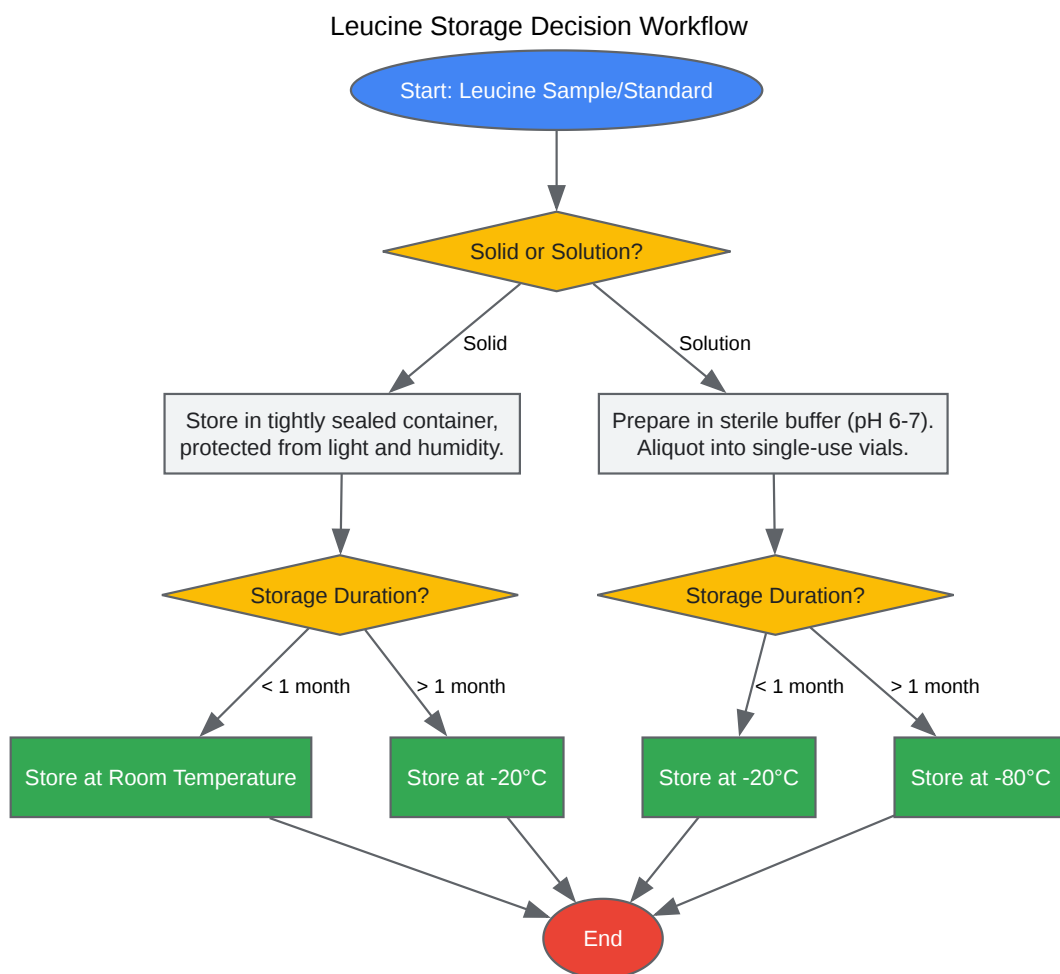 Leucine Storage Decision Workflow
Start: Leucine Sample/Standard
Solid or Solution?
Solid
Solution
Store in tightly sealed container,
protected from light and humidity.
Prepare in sterile buffer (pH 6-7).
Aliquot into single-use vials.
Storage Duration?
Storage Duration?
< 1 month
> 1 month
< 1 month
> 1 month
Store at Room Temperature
Store at -20°C
Store at -20°C
Store at -80°C
End